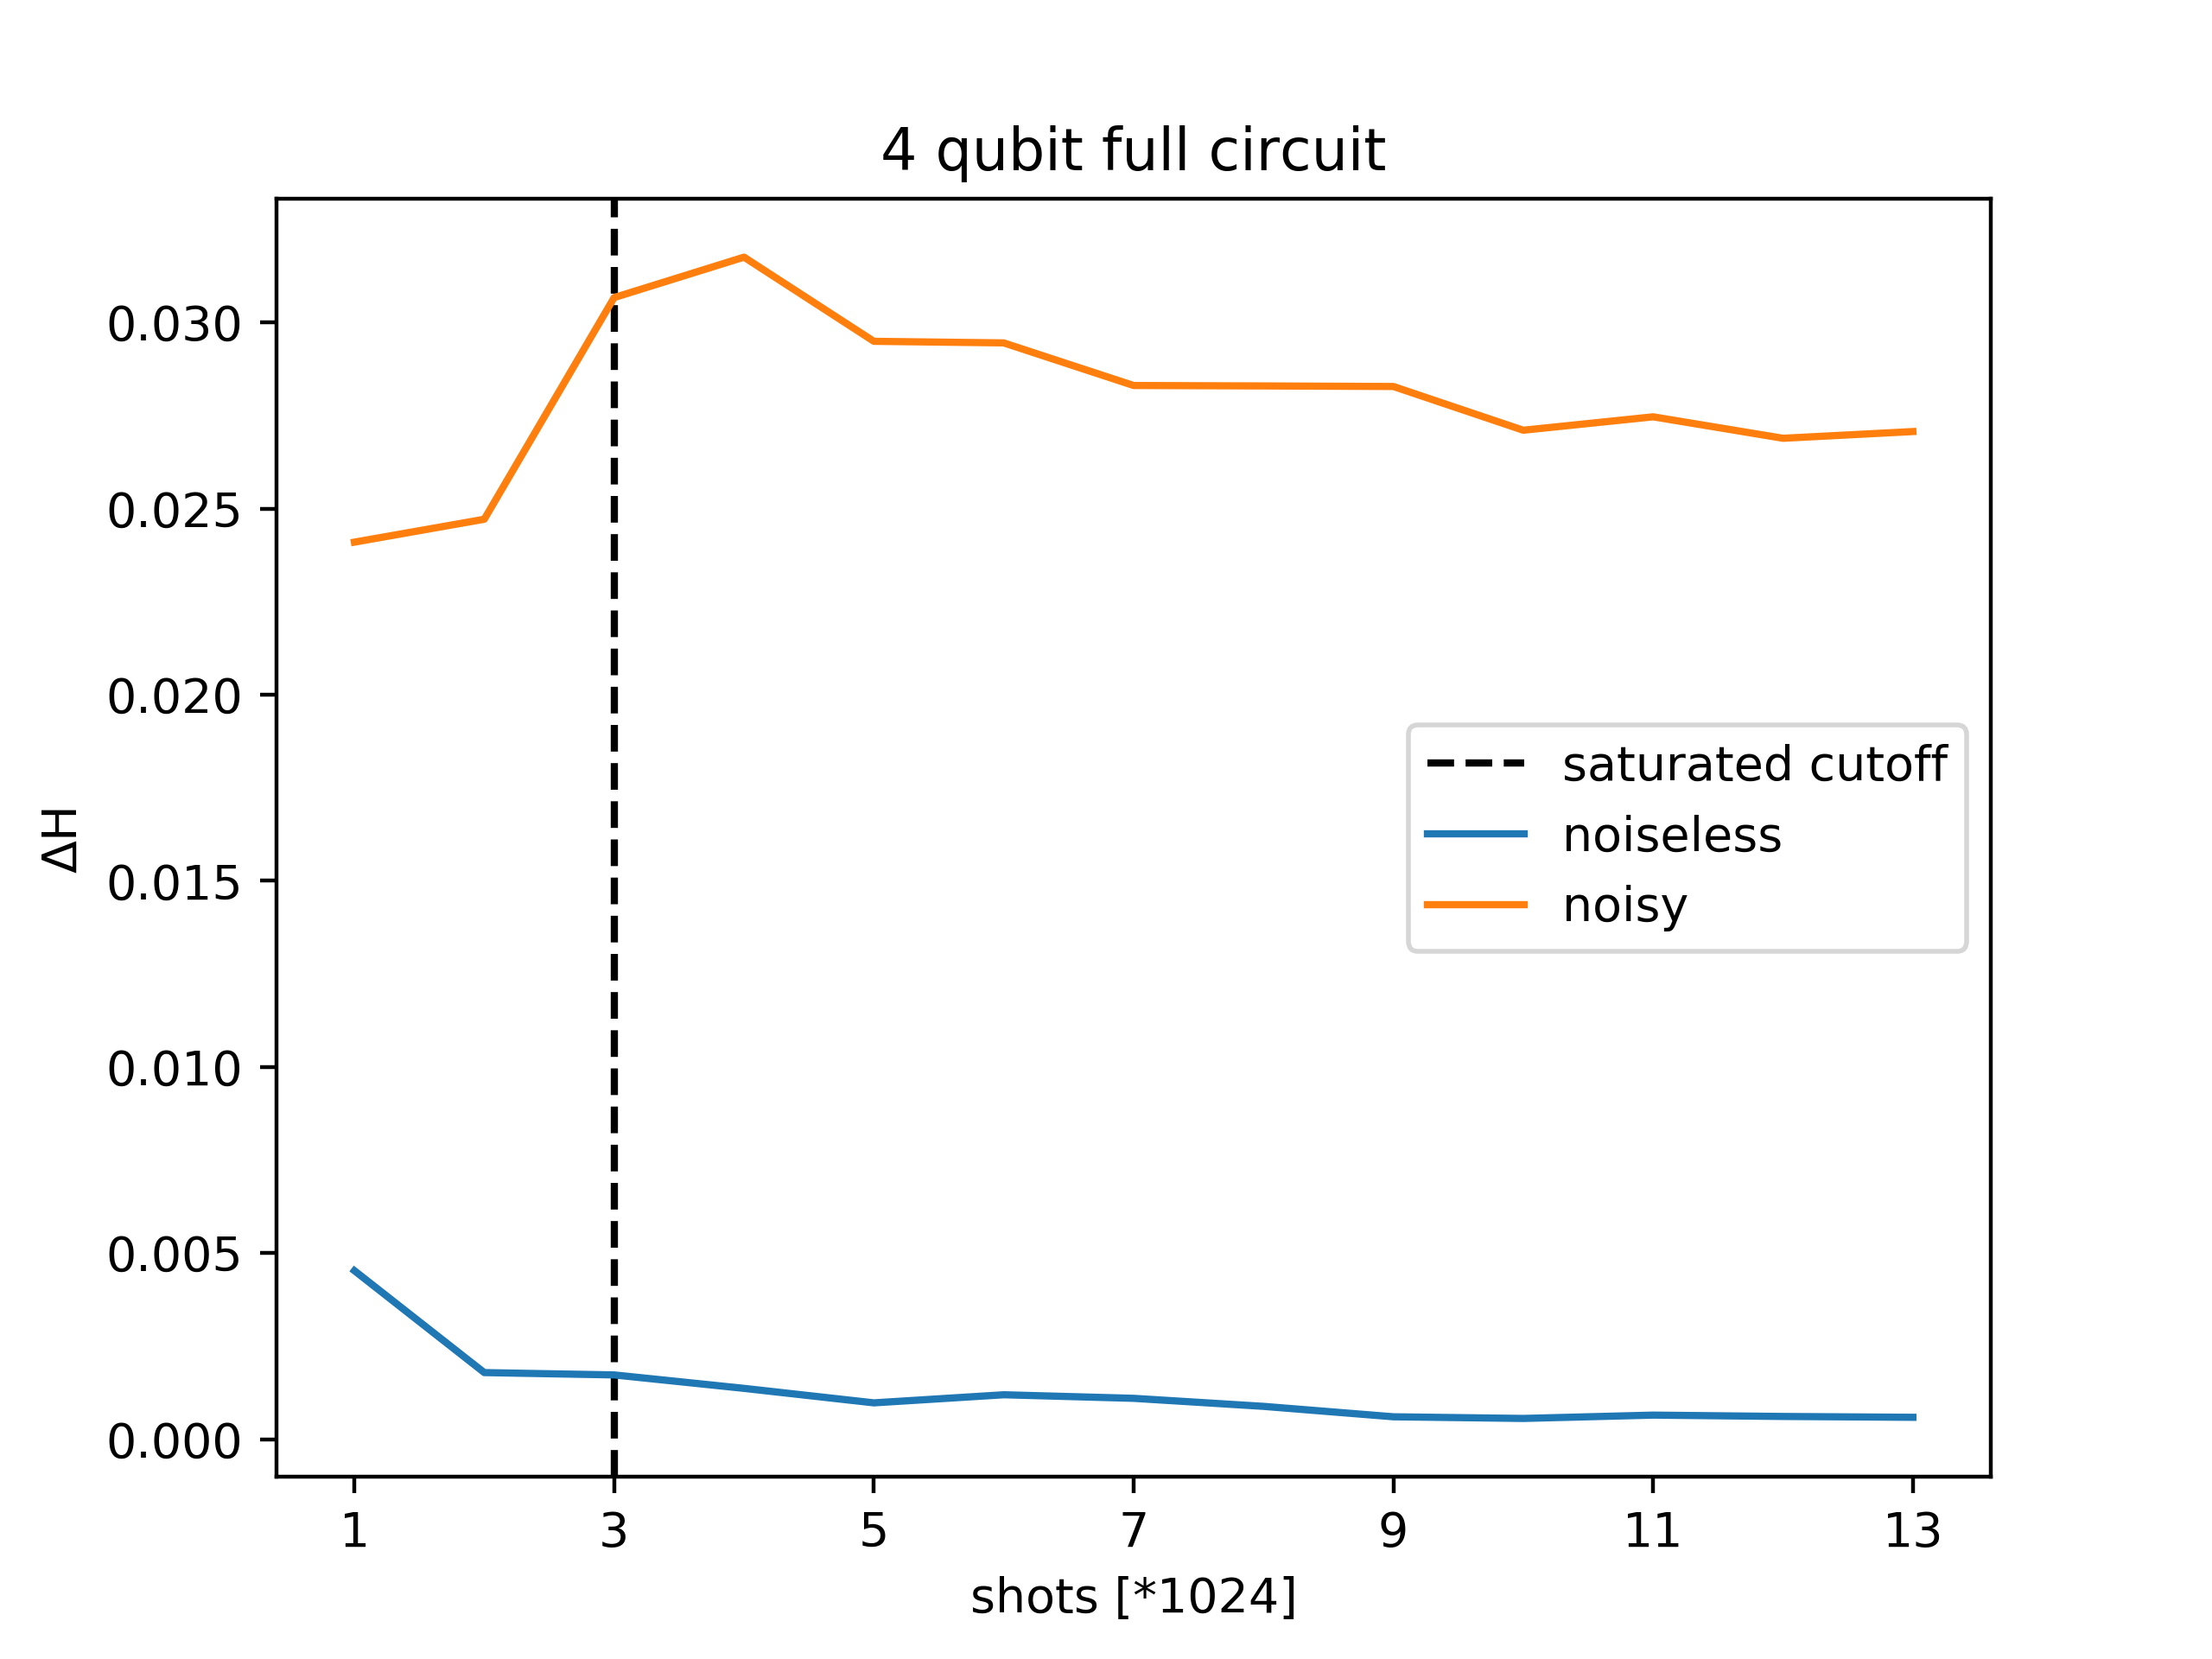 4 qubit full circuit
0.030
0.025
0.020
0.015
0.010
0.005
0.000
ΔH
saturated cutoff
noiseless
noisy
1 3 5 7 9 11 13
shots [*1024]